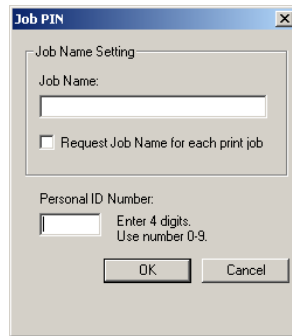 Job PIN
Job Name Setting
Job Name:
Request Job Name for each print job
Personal ID Number:
Enter 4 digits.
Use number 0-9.
OK
Cancel